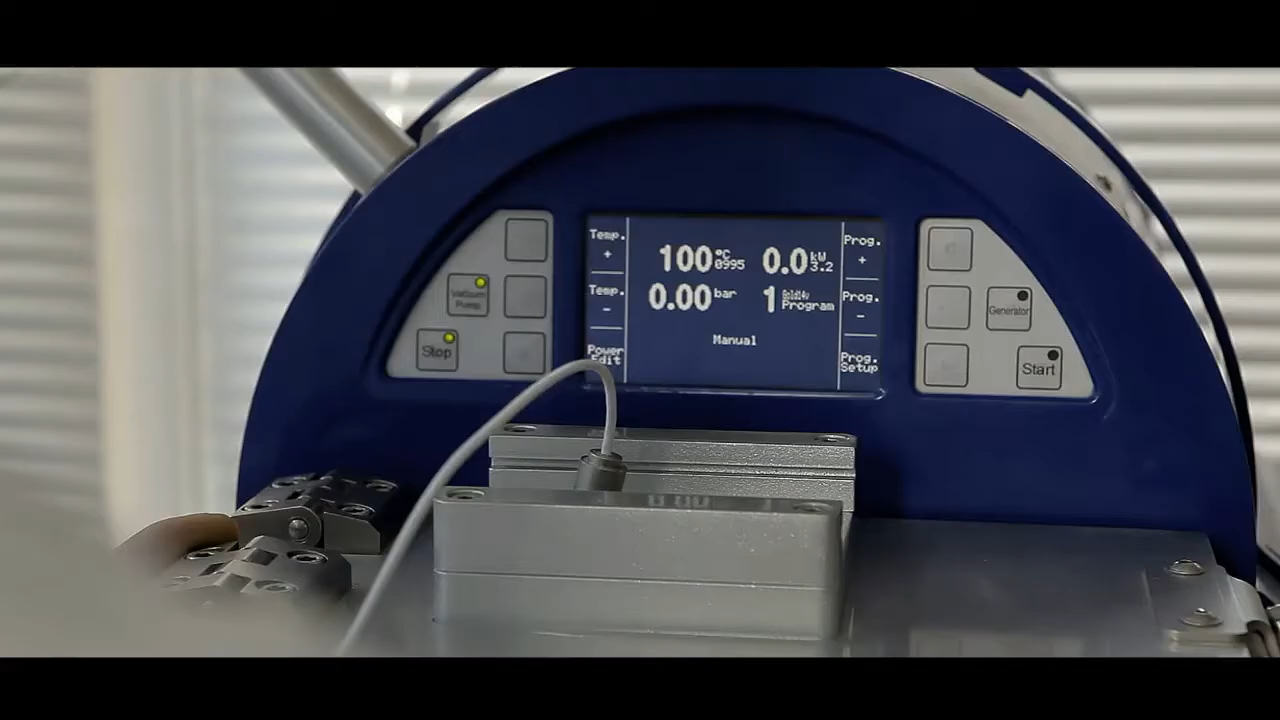 Temp.
+
Temp.
-
Power
Edit
100 °C 0995
0.0 kW 3.2
0.00 bar
1 Gold14v Program
Manual
Prog.
+
Prog.
-
Prog.
Setup
Vacuum
Pump
Stop
Generator
Start